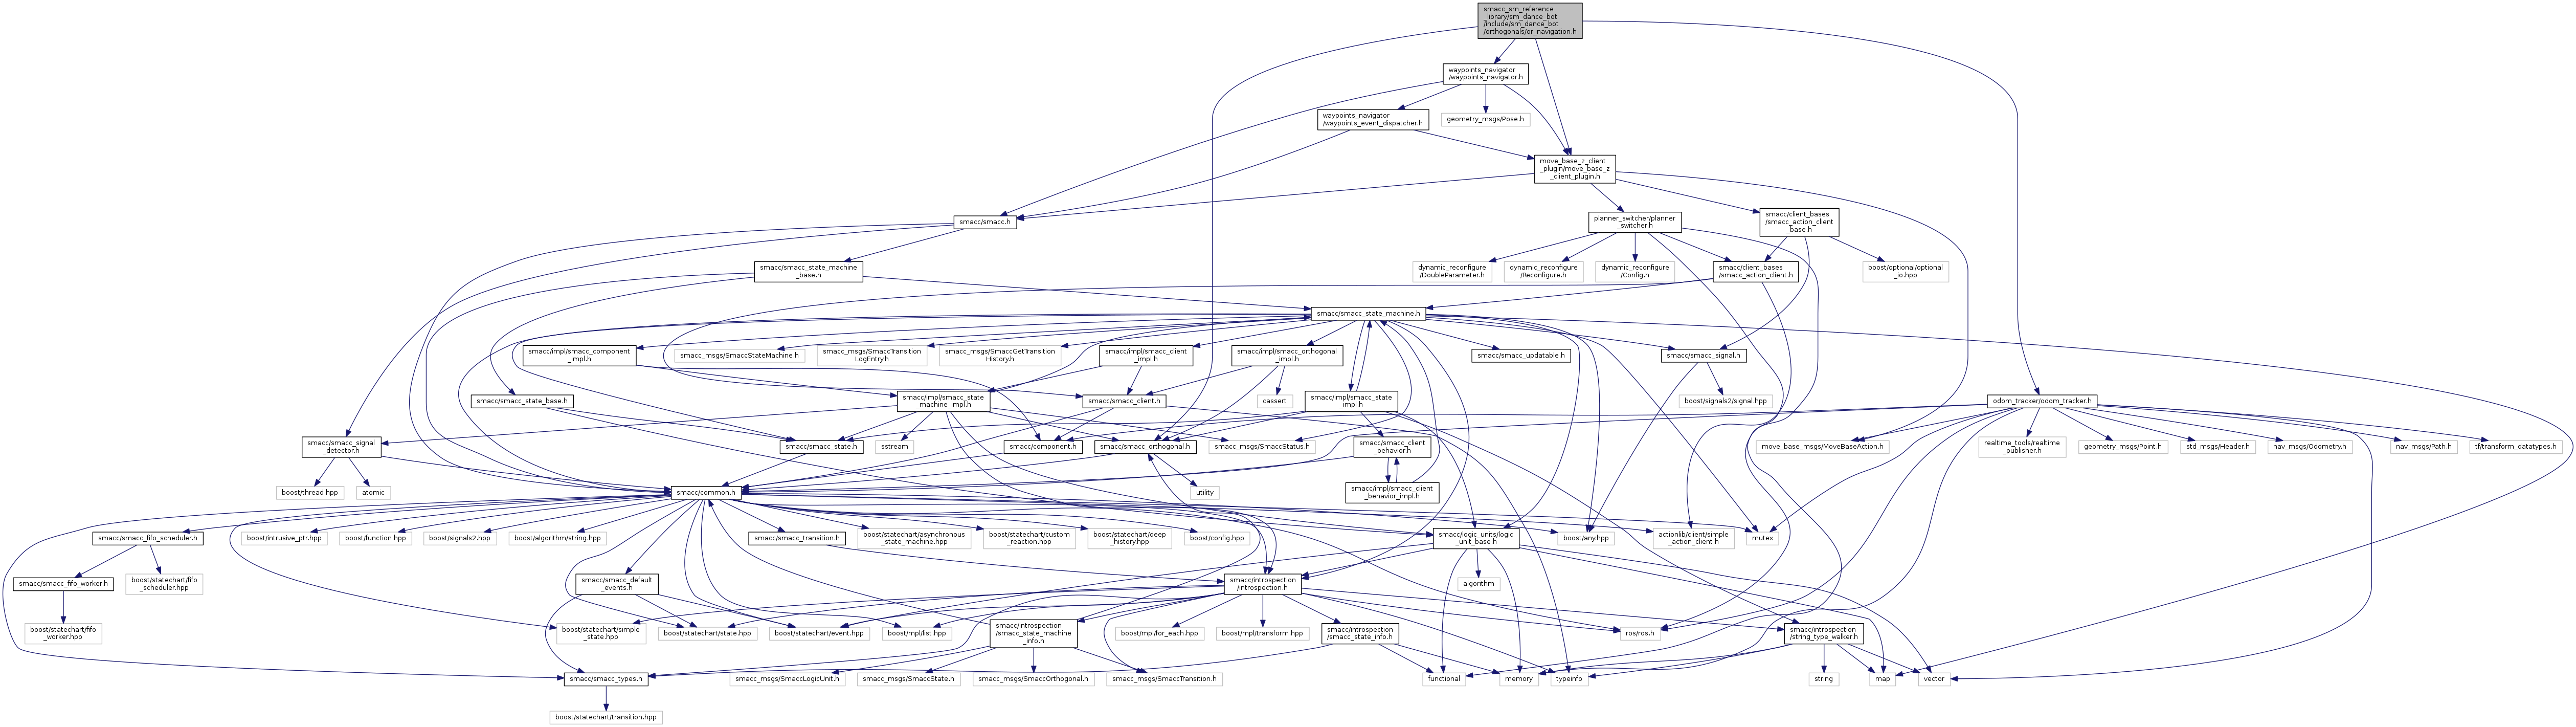 smacc_sm_reference
_library/sm_dance_bot
/include/sm_dance_bot
/orthogonals/or_navigation.h
waypoints_navigator
/waypoints_navigator.h
waypoints_navigator
/waypoints_event_dispatcher.h
geometry_msgs/Pose.h
move_base_z_client
_plugin/move_base_z
_client_plugin.h
smacc/smacc.h
planner_switcher/planner
_switcher.h
smacc/client_bases
/smacc_action_client
_base.h
smacc/smacc_state_machine
_base.h
dynamic_reconfigure
/DoubleParameter.h
dynamic_reconfigure
/Reconfigure.h
dynamic_reconfigure
/Config.h
smacc/client_bases
/smacc_action_client.h
boost/optional/optional
_io.hpp
smacc/smacc_state_machine.h
smacc/impl/smacc_component
_impl.h
smacc_msgs/SmaccStateMachine.h
smacc_msgs/SmaccTransition
LogEntry.h
smacc_msgs/SmaccGetTransition
History.h
smacc/impl/smacc_client
_impl.h
smacc/impl/smacc_orthogonal
_impl.h
smacc/smacc_updatable.h
smacc/smacc_signal.h
smacc/smacc_state_base.h
smacc/impl/smacc_state
_machine_impl.h
smacc/smacc_client.h
cassert
smacc/impl/smacc_state
_impl.h
boost/signals2/signal.hpp
odom_tracker/odom_tracker.h
smacc/smacc_signal
_detector.h
smacc/smacc_state.h
sstream
smacc/component.h
smacc/smacc_orthogonal.h
smacc_msgs/SmaccStatus.h
smacc/smacc_client
_behavior.h
move_base_msgs/MoveBaseAction.h
realtime_tools/realtime
_publisher.h
geometry_msgs/Point.h
std_msgs/Header.h
nav_msgs/Odometry.h
nav_msgs/Path.h
tf/transform_datatypes.h
boost/thread.hpp
atomic
smacc/common.h
utility
smacc/impl/smacc_client
_behavior_impl.h
smacc/smacc_fifo_scheduler.h
boost/intrusive_ptr.hpp
boost/function.hpp
boost/signals2.hpp
boost/algorithm/string.hpp
smacc/smacc_transition.h
boost/statechart/asynchronous
_state_machine.hpp
boost/statechart/custom
_reaction.hpp
boost/statechart/deep
_history.hpp
boost/config.hpp
smacc/logic_units/logic
_unit_base.h
boost/any.hpp
actionlib/client/simple
_action_client.h
mutex
smacc/smacc_fifo_worker.h
boost/statechart/fifo
_scheduler.hpp
smacc/smacc_default
_events.h
smacc/introspection
/introspection.h
algorithm
boost/statechart/fifo
_worker.hpp
boost/statechart/simple
_state.hpp
boost/statechart/state.hpp
boost/statechart/event.hpp
boost/mpl/list.hpp
smacc/introspection
/smacc_state_machine
_info.h
boost/mpl/for_each.hpp
boost/mpl/transform.hpp
smacc/introspection
/smacc_state_info.h
ros/ros.h
smacc/introspection
/string_type_walker.h
smacc/smacc_types.h
smacc_msgs/SmaccLogicUnit.h
smacc_msgs/SmaccState.h
smacc_msgs/SmaccOrthogonal.h
smacc_msgs/SmaccTransition.h
functional
memory
typeinfo
string
map
vector
boost/statechart/transition.hpp